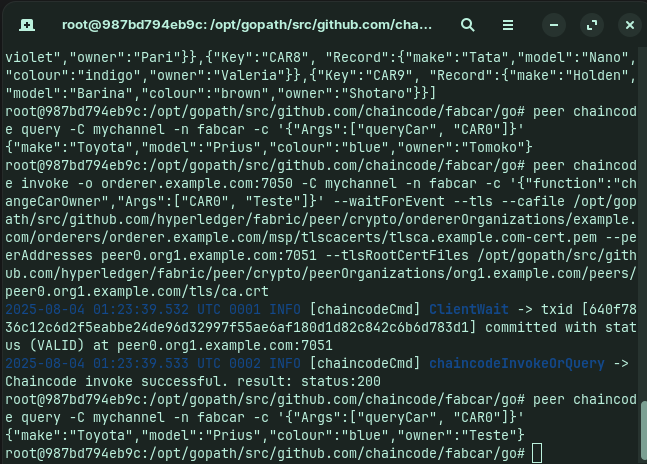 root@987bd794eb9c: /opt/gopath/src/github.com/cha...
violet","owner":"Pari"}},{"Key":"CAR8", "Record":{"make":"Tata","model":"Nano",
"colour":"indigo","owner":"Valeria"}},{"Key":"CAR9", "Record":{"make":"Holden",
"model":"Barina","colour":"brown","owner":"Shotaro"}}]
root@987bd794eb9c:/opt/gopath/src/github.com/chaincode/fabcar/go# peer chaincod
e query -C mychannel -n fabcar -c '{"Args":["queryCar", "CAR0"]}'
{"make":"Toyota","model":"Prius","colour":"blue","owner":"Tomoko"}
root@987bd794eb9c:/opt/gopath/src/github.com/chaincode/fabcar/go# peer chaincod
e invoke -o orderer.example.com:7050 -C mychannel -n fabcar -c '{"function":"ch
angeCarOwner","Args":["CAR0", "Teste"]}' --waitForEvent --tls --cafile /opt/gop
ath/src/github.com/hyperledger/fabric/peer/crypto/ordererOrganizations/example.
com/orderers/orderer.example.com/msp/tlscacerts/tlsca.example.com-cert.pem --pe
erAddresses peer0.org1.example.com:7051 --tlsRootCertFiles /opt/gopath/src/gith
ub.com/hyperledger/fabric/peer/crypto/peerOrganizations/org1.example.com/peers/
peer0.org1.example.com/tls/ca.crt
2025-08-04 01:23:39.532 UTC 0001 INFO [chaincodeCmd] ClientWait -> txid [640f78
36c12c6d2f5eabbe24de96d32997f55ae6af180d1d82c842c6b6d783d1] committed with stat
us (VALID) at peer0.org1.example.com:7051
2025-08-04 01:23:39.533 UTC 0002 INFO [chaincodeCmd] chaincodeInvokeOrQuery ->
Chaincode invoke successful. result: status:200
root@987bd794eb9c:/opt/gopath/src/github.com/chaincode/fabcar/go# peer chaincod
e query -C mychannel -n fabcar -c '{"Args":["queryCar", "CAR0"]}'
{"make":"Toyota","model":"Prius","colour":"blue","owner":"Teste"}
root@987bd794eb9c:/opt/gopath/src/github.com/chaincode/fabcar/go#